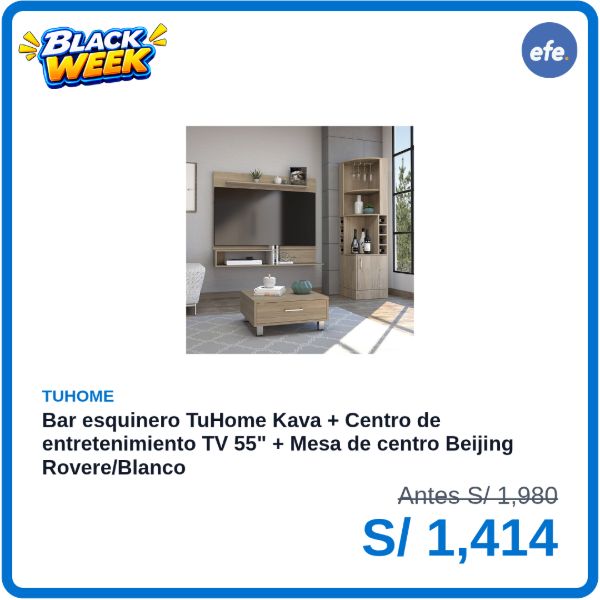 BLACK
WEEK
efe.
TUHOME
Bar esquinero TuHome Kava + Centro de
entretenimiento TV 55" + Mesa de centro Beijing
Rovere/Blanco
Antes S/ 1,980
S/ 1,414